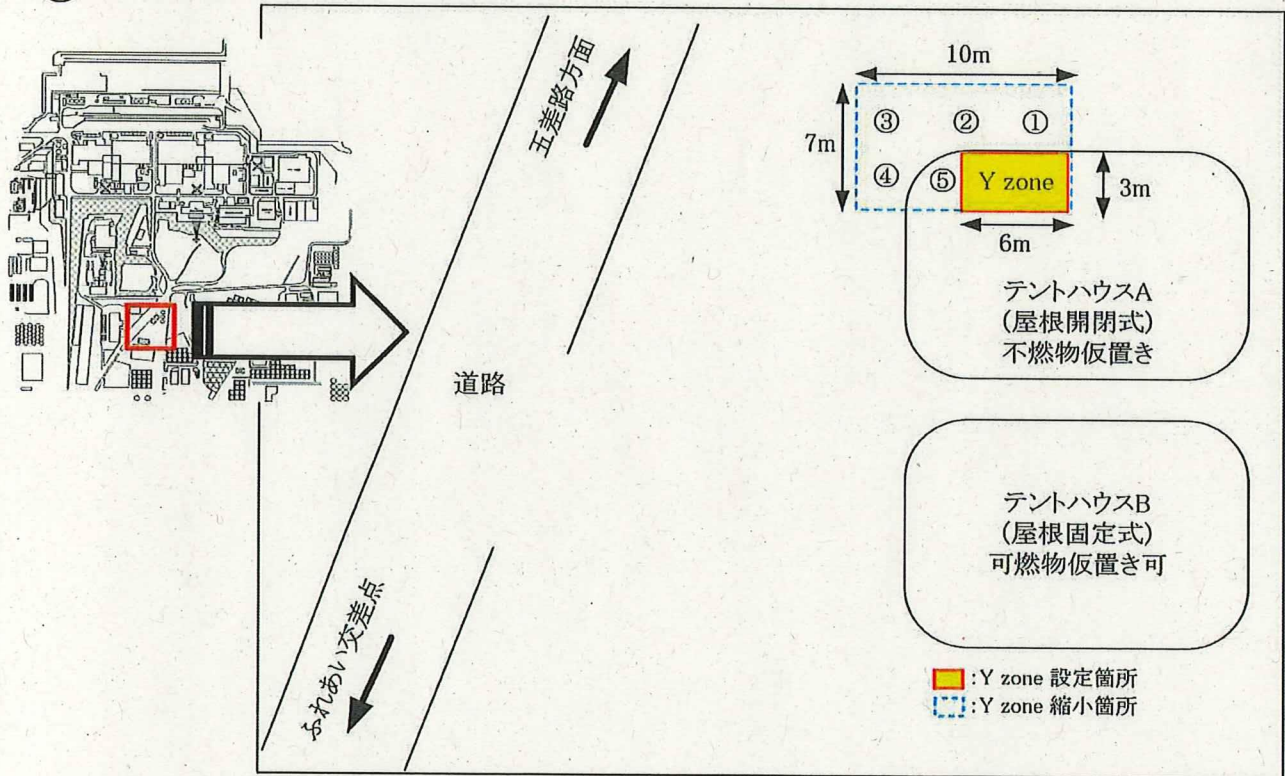 五差路方面
10m
7m
③
②
①
④
⑤
Y zone
3m
6m
テントハウスA
(屋根開閉式)
不燃物仮置き
道路
テントハウスB
(屋根固定式)
可燃物仮置き可
ふれあい交差点
:Y zone 設定箇所
:Y zone 縮小箇所